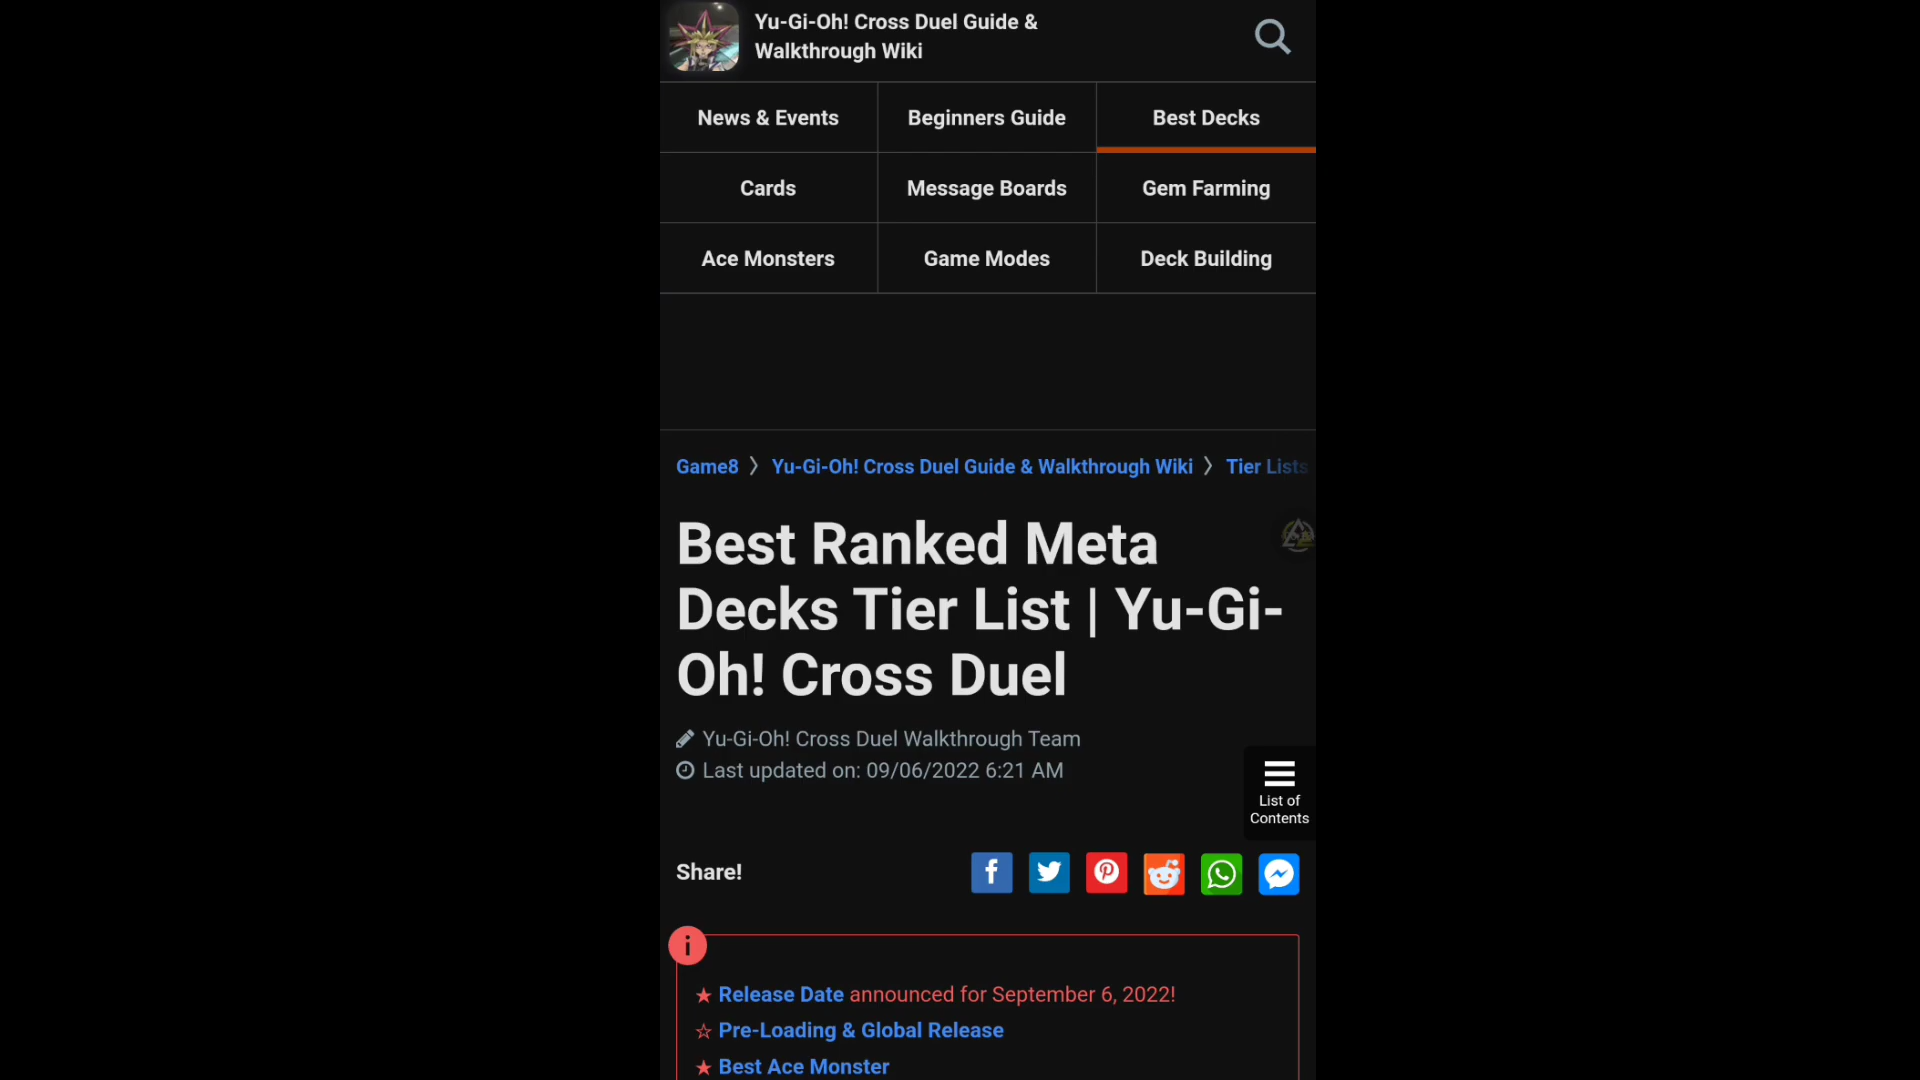 Yu-Gi-Oh! Cross Duel Guide &
Walkthrough Wiki
News & Events
Beginners Guide
Best Decks
Cards
Message Boards
Gem Farming
Ace Monsters
Game Modes
Deck Building
Game8 〉 Yu-Gi-Oh! Cross Duel Guide & Walkthrough Wiki 〉 Tier Lists
Best Ranked Meta
Decks Tier List | Yu-Gi-
Oh! Cross Duel
Yu-Gi-Oh! Cross Duel Walkthrough Team
Last updated on: 09/06/2022 6:21 AM
List of
Contents
Share!
★ Release Date announced for September 6, 2022!
☆ Pre-Loading & Global Release
★ Best Ace Monster